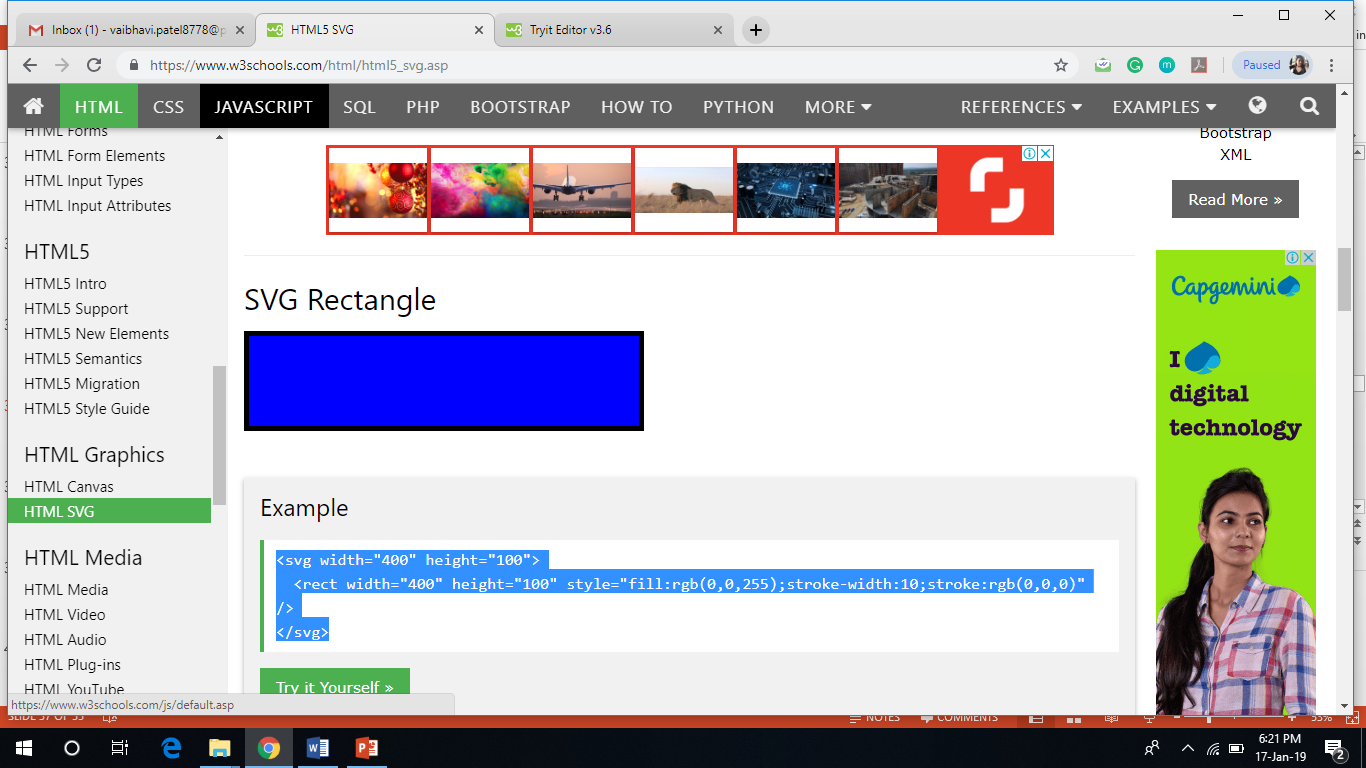 Inbox (1) - vaibhavi.patel8778@p
HTML5 SVG
Tryit Editor v3.6
https://www.w3schools.com/html/html5_svg.asp
Paused
HTML
CSS
JAVASCRIPT
SQL
PHP
BOOTSTRAP
HOW TO
PYTHON
MORE
REFERENCES
EXAMPLES
HTML Forms
HTML Form Elements
HTML Input Types
HTML Input Attributes
HTML5
HTML5 Intro
HTML5 Support
HTML5 New Elements
HTML5 Semantics
HTML5 Migration
HTML5 Style Guide
HTML Graphics
HTML Canvas
HTML SVG
HTML Media
HTML Media
HTML Video
HTML Audio
HTML Plug-ins
HTML YouTube
SVG Rectangle
Example
<svg width="400" height="100">
<rect width="400" height="100" style="fill:rgb(0,0,255);stroke-width:10;stroke:rgb(0,0,0)"
/>
</svg>
Try it Yourself »
Bootstrap
XML
Read More »
Capgemini
I
digital
technology
https://www.w3schools.com/js/default.asp
NOTES
COMMENTS
53%
6:21 PM
17-Jan-19
2